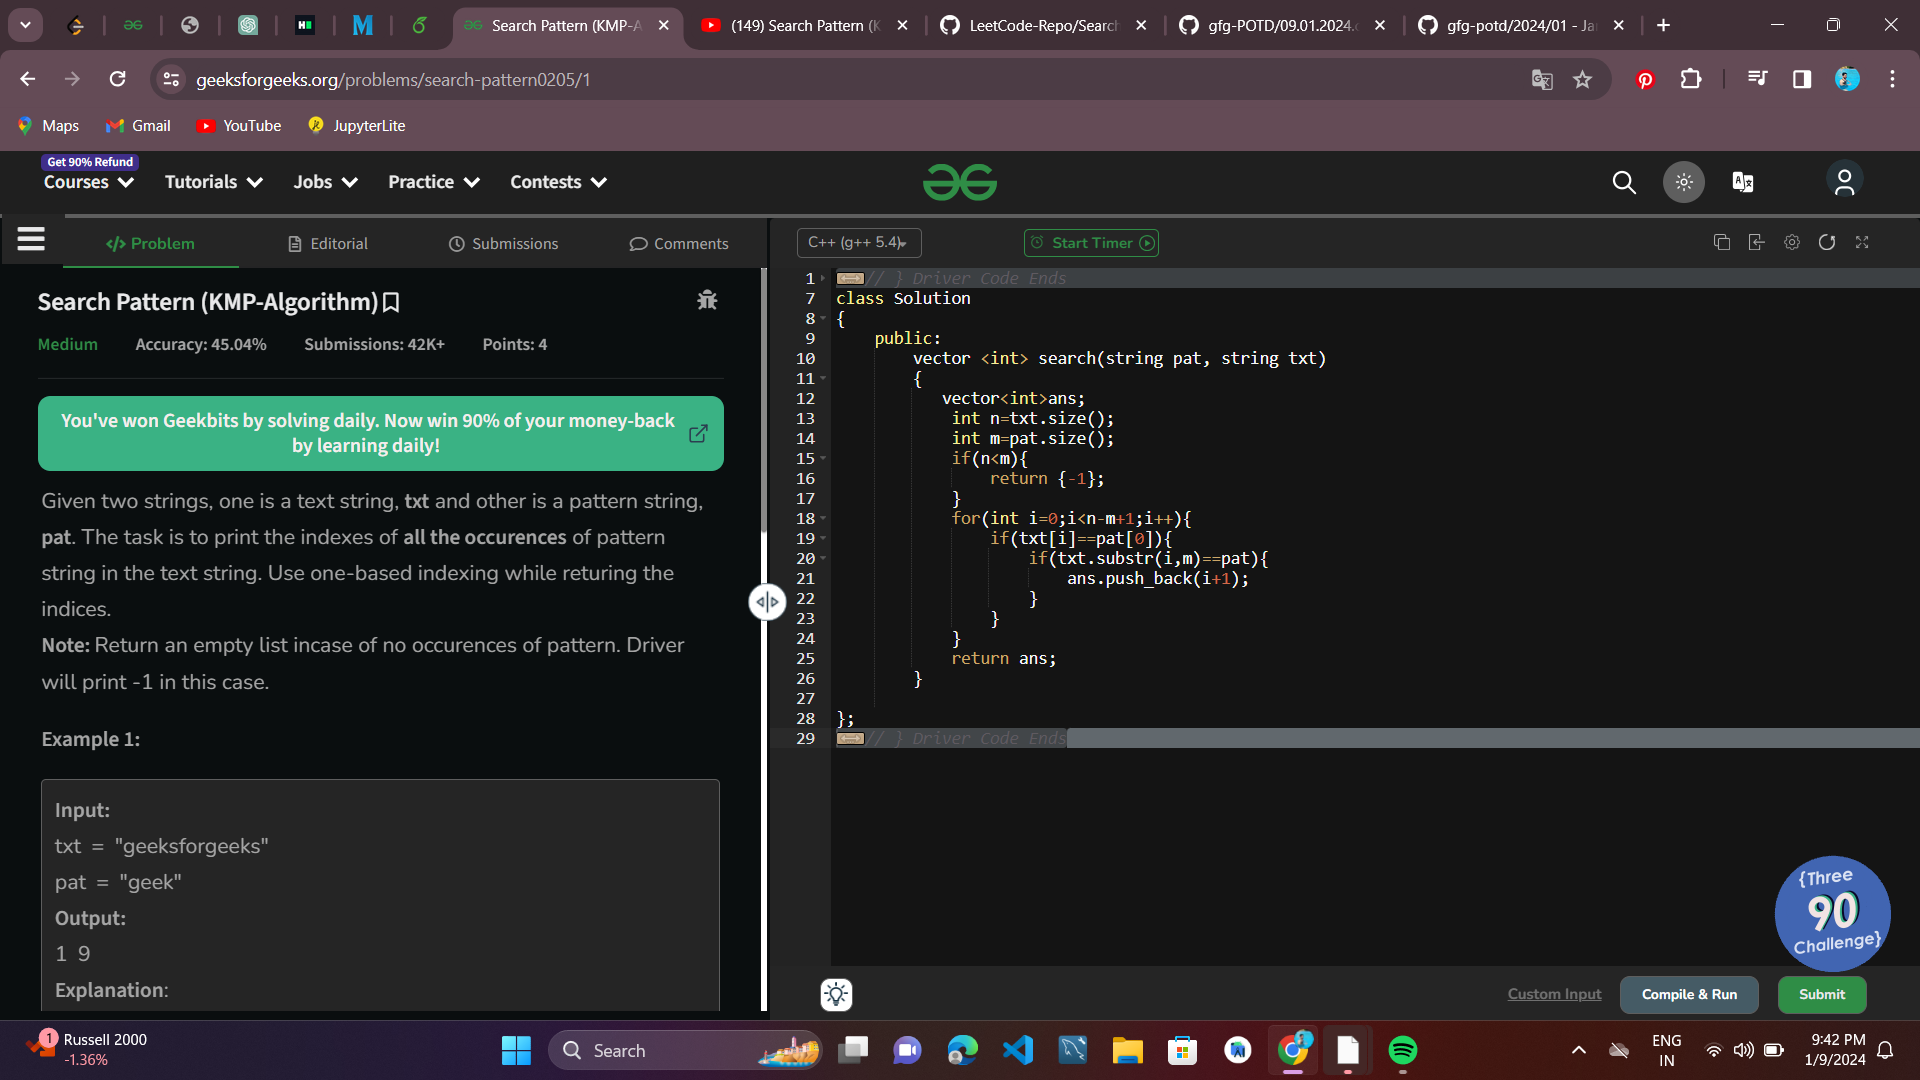 Search Pattern (KMP-A
(149) Search Pattern (K
LeetCode-Repo/Search
gfg-POTD/09.01.2024.c
gfg-potd/2024/01 - Ja
geeksforgeeks.org/problems/search-pattern0205/1
Maps
Gmail
YouTube
JupyterLite
Get 90% Refund
Courses
Tutorials
Jobs
Practice
Contests
</> Problem
Editorial
Submissions
Comments
C++ (g++ 5.4)
Start Timer
Search Pattern (KMP-Algorithm)
Medium
Accuracy: 45.04%
Submissions: 42K+
Points: 4
You've won Geekbits by solving daily. Now win 90% of your money-back
by learning daily!
Given two strings, one is a text string, txt and other is a pattern string,
pat. The task is to print the indexes of all the occurences of pattern
string in the text string. Use one-based indexing while returing the
indices.
Note: Return an empty list incase of no occurences of pattern. Driver
will print -1 in this case.
Example 1:
Input:
txt = "geeksforgeeks"
pat = "geek"
Output:
1 9
Explanation:
1 // } Driver Code Ends
7 class Solution
8 {
9 public:
10 vector <int> search(string pat, string txt)
11 {
12 vector<int>ans;
13 int n=txt.size();
14 int m=pat.size();
15 if(n<m){
16 return {-1};
17 }
18 for(int i=0;i<n-m+1;i++){
19 if(txt[i]==pat[0]){
20 if(txt.substr(i,m)==pat){
21 ans.push_back(i+1);
22 }
23 }
24 }
25 return ans;
26 }
27
28 };
29 // } Driver Code Ends
{Three
90
Challenge}
Custom Input
Compile & Run
Submit
1
Russell 2000
-1.36%
Search
ENG
IN
9:42 PM
1/9/2024